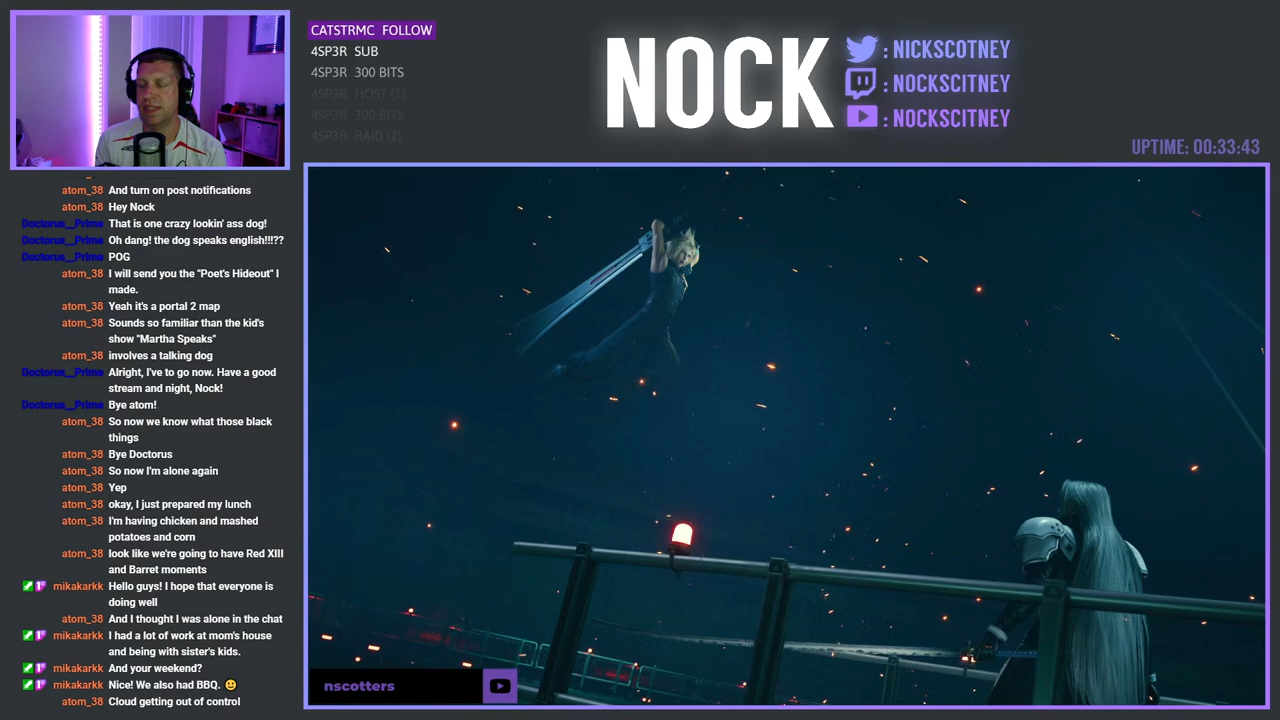 CATSTRMC FOLLOW
4SP3R SUB
4SP3R 300 BITS
4SP3R HOST (1)
4SP3R 300 BITS
4SP3R RAID (2)
NOCK
: NICKSCOTNEY
: NOCKSCITNEY
: NOCKSCITNEY
UPTIME: 00:33:43
atom_38 And turn on post notifications
atom_38 Hey Nock
Doctorus__Prime That is one crazy lookin' ass dog!
Doctorus__Prime Oh dang! the dog speaks english!!!??
Doctorus__Prime POG
atom_38 I will send you the "Poet's Hideout" I
made.
atom_38 Yeah it's a portal 2 map
atom_38 Sounds so familiar than the kid's
show "Martha Speaks"
atom_38 involves a talking dog
Doctorus__Prime Alright, I've to go now. Have a good
stream and night, Nock!
Doctorus__Prime Bye atom!
atom_38 So now we know what those black
things
atom_38 Bye Doctorus
atom_38 So now I'm alone again
atom_38 Yep
atom_38 okay, I just prepared my lunch
atom_38 I'm having chicken and mashed
potatoes and corn
atom_38 look like we're going to have Red XIII
and Barret moments
mikakarkk Hello guys! I hope that everyone is
doing well
atom_38 And I thought I was alone in the chat
mikakarkk I had a lot of work at mom's house
and being with sister's kids.
mikakarkk And your weekend?
mikakarkk Nice! We also had BBQ. 🙂
atom_38 Cloud getting out of control
nscotters